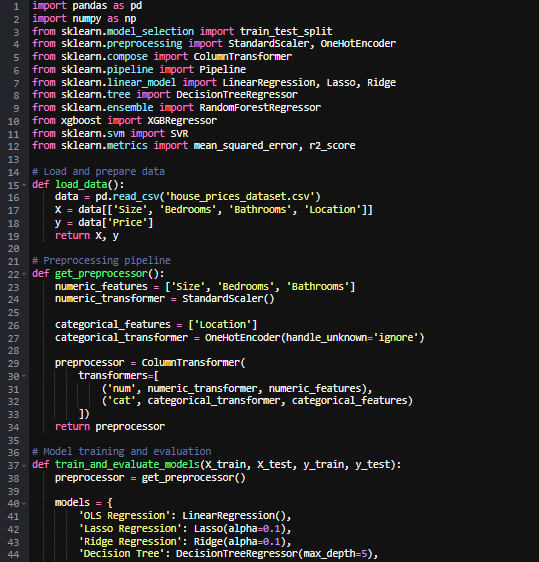 1 import pandas as pd
2 import numpy as np
3 from sklearn.model_selection import train_test_split
4 from sklearn.preprocessing import StandardScaler, OneHotEncoder
5 from sklearn.compose import ColumnTransformer
6 from sklearn.pipeline import Pipeline
7 from sklearn.linear_model import LinearRegression, Lasso, Ridge
8 from sklearn.tree import DecisionTreeRegressor
9 from sklearn.ensemble import RandomForestRegressor
10 from xgboost import XGBRegressor
11 from sklearn.svm import SVR
12 from sklearn.metrics import mean_squared_error, r2_score
13
14 # Load and prepare data
15 def load_data():
16     data = pd.read_csv('house_prices_dataset.csv')
17     X = data[['Size', 'Bedrooms', 'Bathrooms', 'Location']]
18     y = data['Price']
19     return X, y
20
21 # Preprocessing pipeline
22 def get_preprocessor():
23     numeric_features = ['Size', 'Bedrooms', 'Bathrooms']
24     numeric_transformer = StandardScaler()
25
26     categorical_features = ['Location']
27     categorical_transformer = OneHotEncoder(handle_unknown='ignore')
28
29     preprocessor = ColumnTransformer(
30         transformers=[
31             ('num', numeric_transformer, numeric_features),
32             ('cat', categorical_transformer, categorical_features)
33         ])
34     return preprocessor
35
36 # Model training and evaluation
37 def train_and_evaluate_models(X_train, X_test, y_train, y_test):
38     preprocessor = get_preprocessor()
39
40     models = {
41         'OLS Regression': LinearRegression(),
42         'Lasso Regression': Lasso(alpha=0.1),
43         'Ridge Regression': Ridge(alpha=0.1),
44         'Decision Tree': DecisionTreeRegressor(max_depth=5),